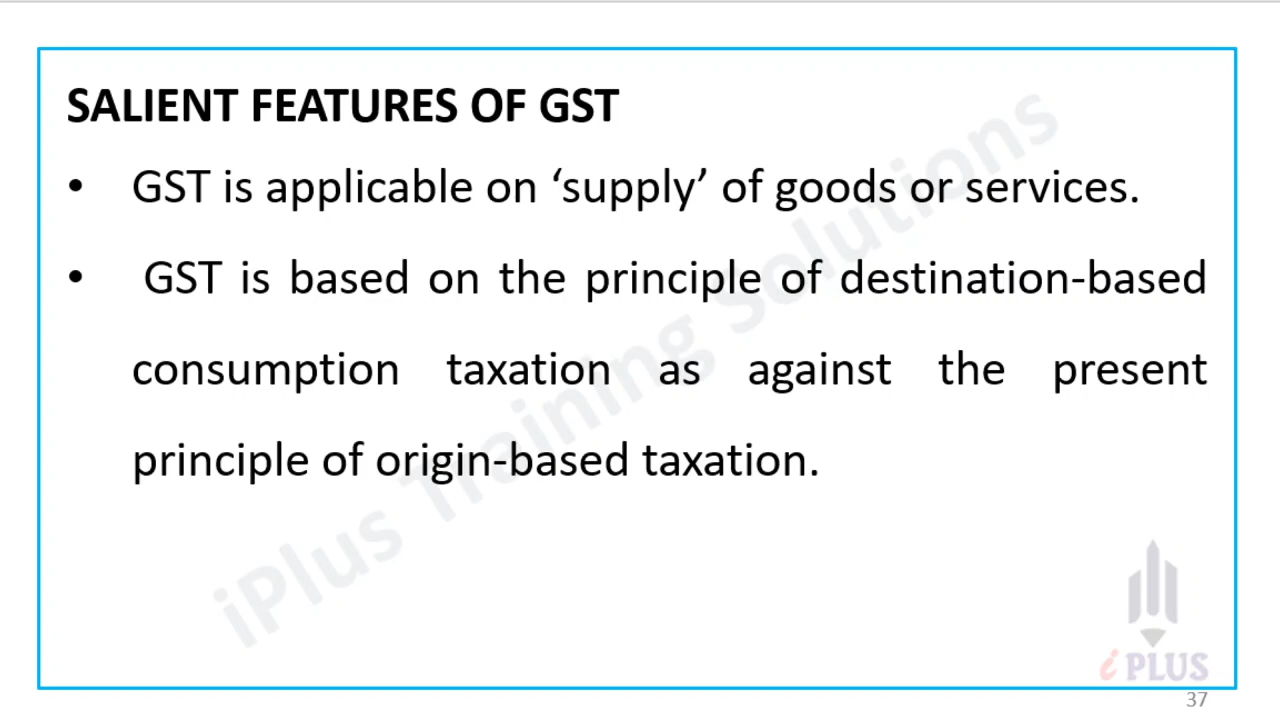 SALIENT FEATURES OF GST
• GST is applicable on ‘supply’ of goods or services.
• GST is based on the principle of destination-based
consumption taxation as against the present
principle of origin-based taxation.
iPlus Training Solutions
i PLUS
37